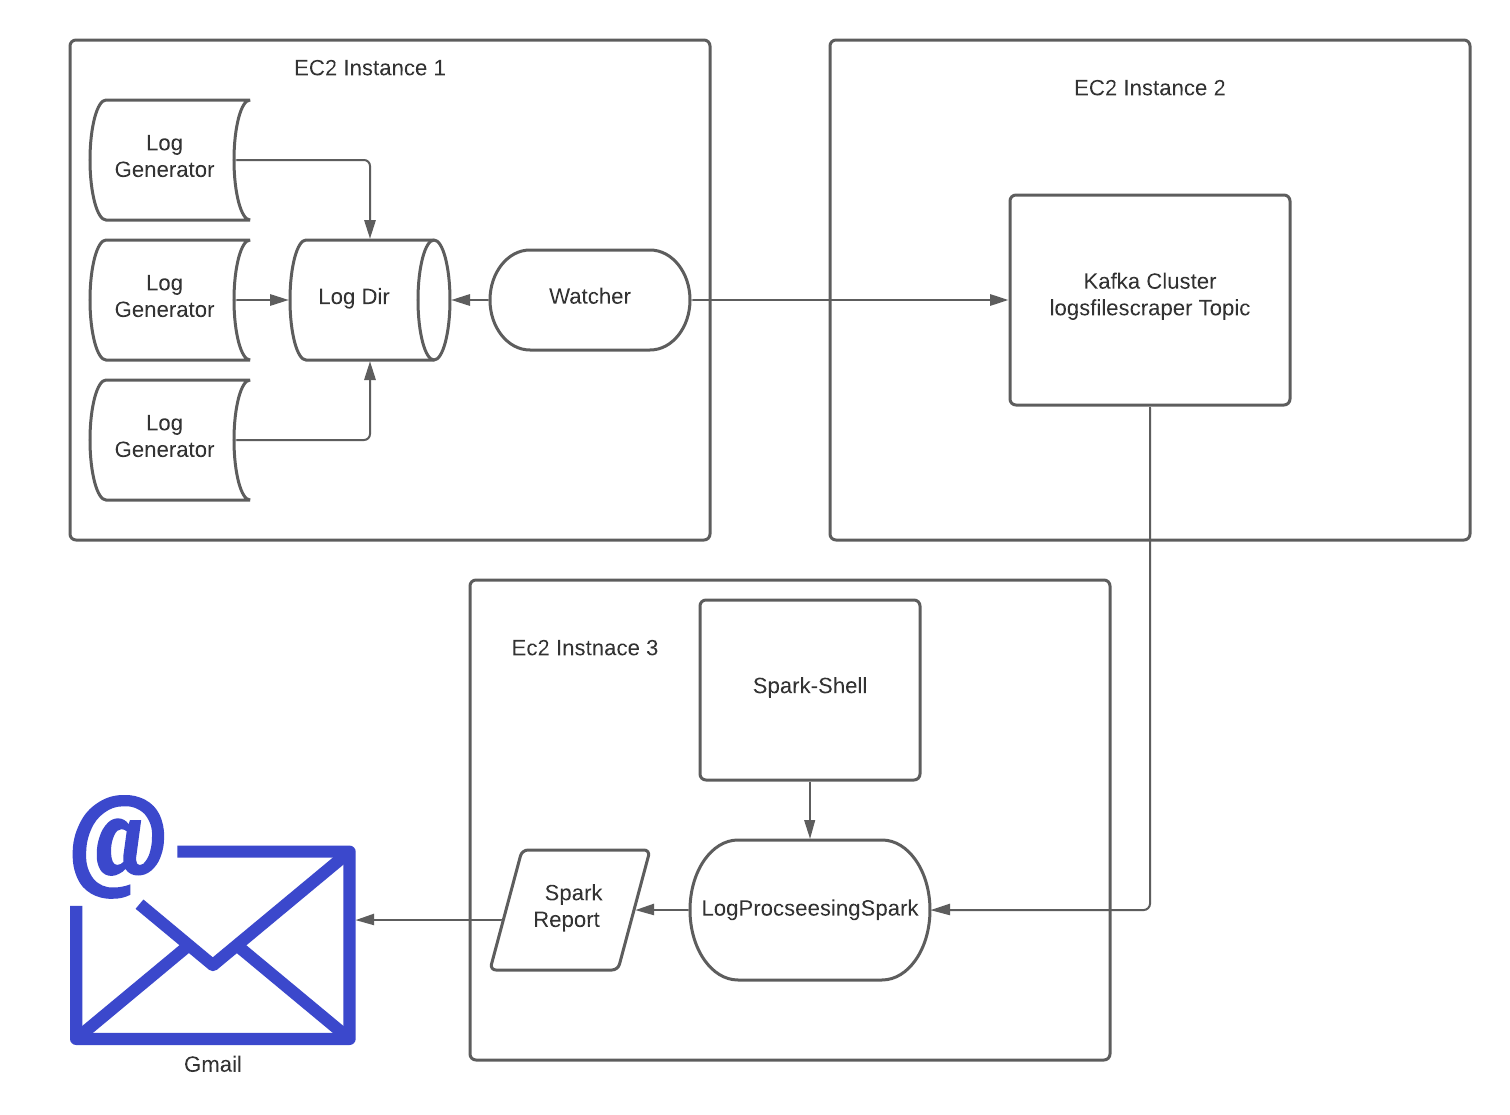 EC2 Instance 1
Log
Generator
Log
Generator
Log
Generator
Log Dir
Watcher
EC2 Instance 2
Kafka Cluster
logsfilescraper Topic
Ec2 Instnace 3
Spark-Shell
LogProcseesingSpark
Spark
Report
@
Gmail